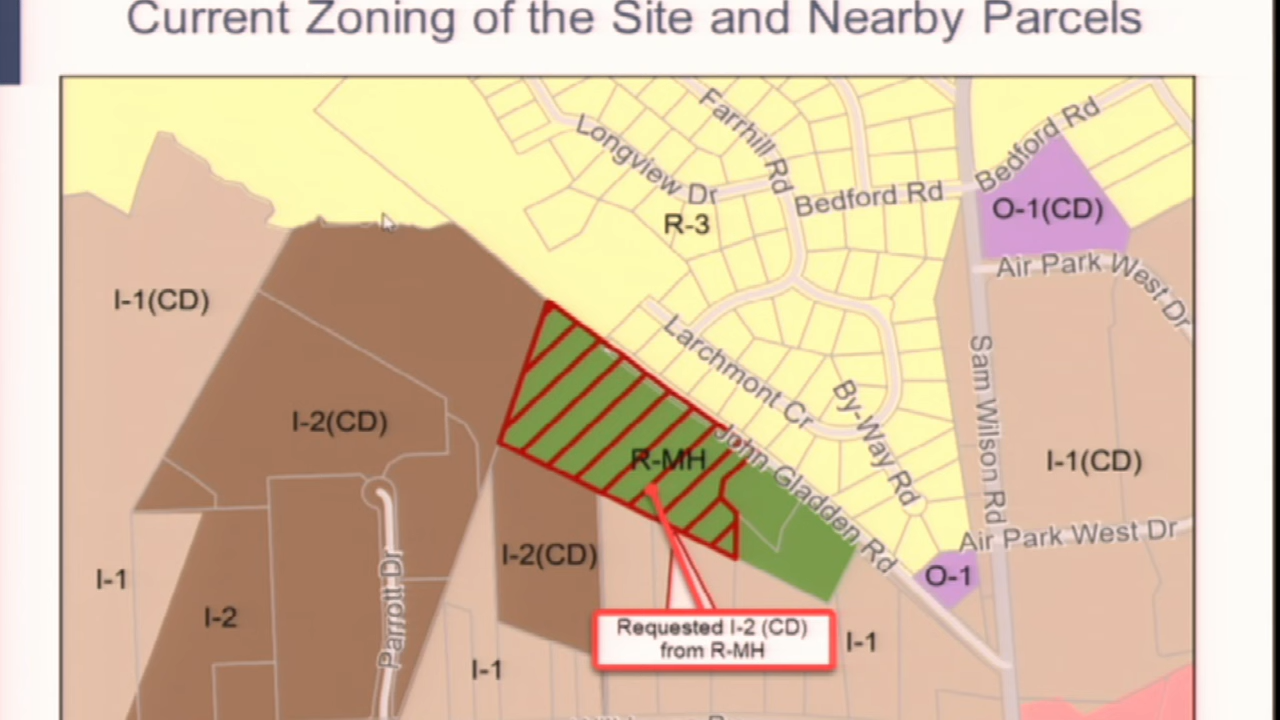 Current Zoning of the Site and Nearby Parcels
Longview Dr
Farrhill Rd
Bedford Rd
Bedford Rd
O-1(CD)
R-3
Air Park West Dr
I-1(CD)
Larchmont Cr
By-Way Rd
Sam Wilson Rd
I-2(CD)
R-MH
John Gladden Rd
I-1(CD)
Air Park West Dr
I-2(CD)
I-1
O-1
I-2
Parrott Dr
Requested I-2 (CD)
from R-MH
I-1
I-1